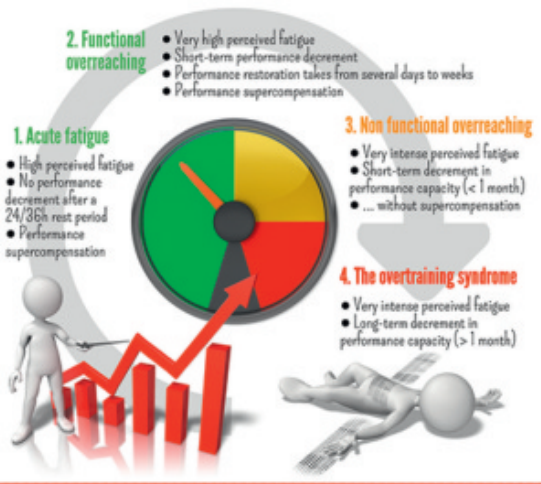 2. Functional
overreaching
● Very high perceived fatigue
● Short-term performance decrement
● Performance restoration takes from several days to weeks
● Performance supercompensation
1. Acute fatigue
● High perceived fatigue
● No performance
decrement after a
24/36h rest period
● Performance
supercompensation
3. Non functional overreaching
● Very intense perceived fatigue
● Short-term decrement in
performance capacity (< 1 month)
● .... without supercompensation
4. The overtraining syndrome
● Very intense perceived fatigue
● Long-term decrement in
performance capacity (> 1 month)